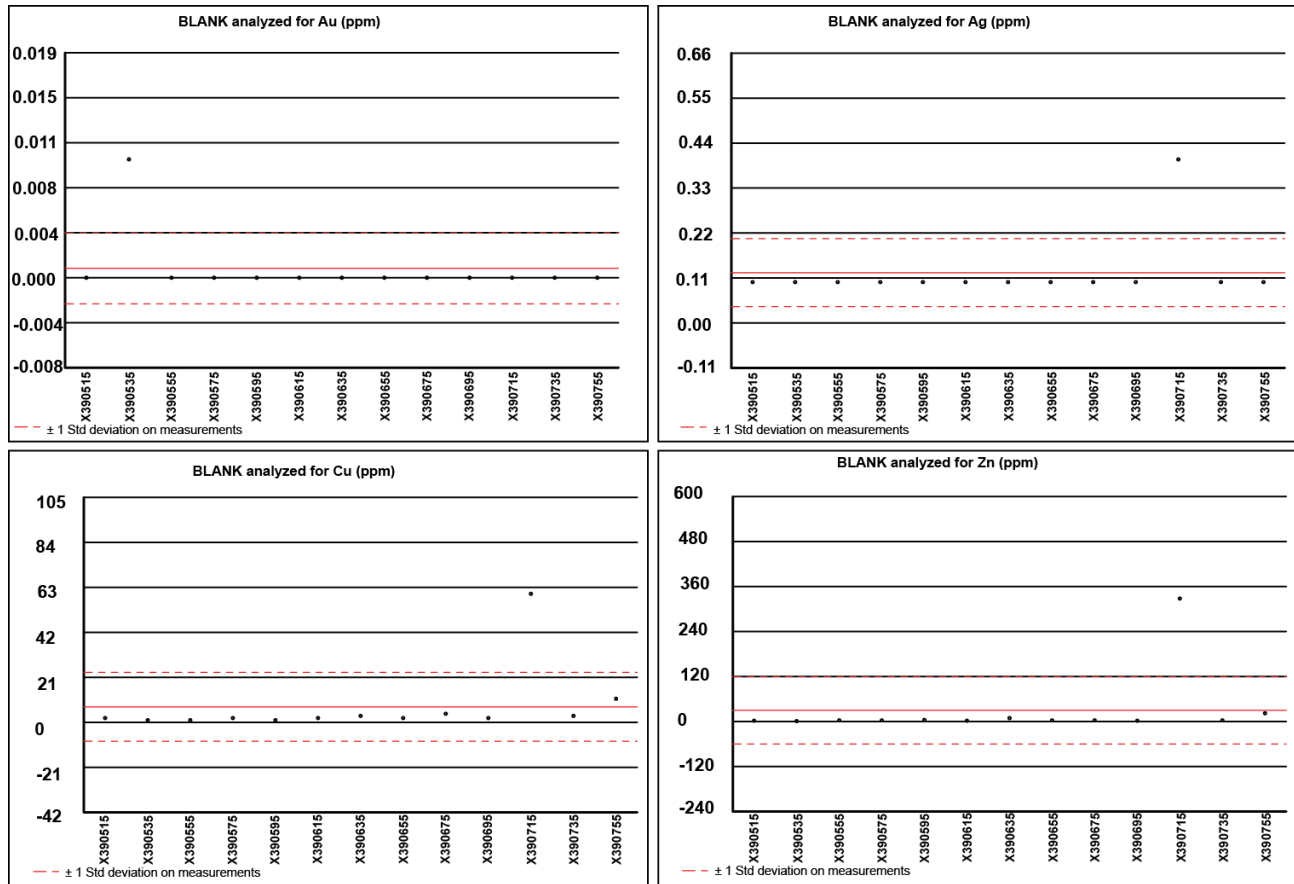 BLANK analyzed for Au (ppm)
0.019
0.015
0.011
0.008
0.004
0.000
-0.004
-0.008
X390515
X390535
X390555
X390575
X390595
X390615
X390635
X390655
X390675
X390695
X390715
X390735
X390755
± 1 Std deviation on measurements
BLANK analyzed for Ag (ppm)
0.66
0.55
0.44
0.33
0.22
0.11
0.00
-0.11
X390515
X390535
X390555
X390575
X390595
X390615
X390635
X390655
X390675
X390695
X390715
X390735
X390755
± 1 Std deviation on measurements
BLANK analyzed for Cu (ppm)
105
84
63
42
21
0
-21
-42
X390515
X390535
X390555
X390575
X390595
X390615
X390635
X390655
X390675
X390695
X390715
X390735
X390755
± 1 Std deviation on measurements
BLANK analyzed for Zn (ppm)
600
480
360
240
120
0
-120
-240
X390515
X390535
X390555
X390575
X390595
X390615
X390635
X390655
X390675
X390695
X390715
X390735
X390755
± 1 Std deviation on measurements